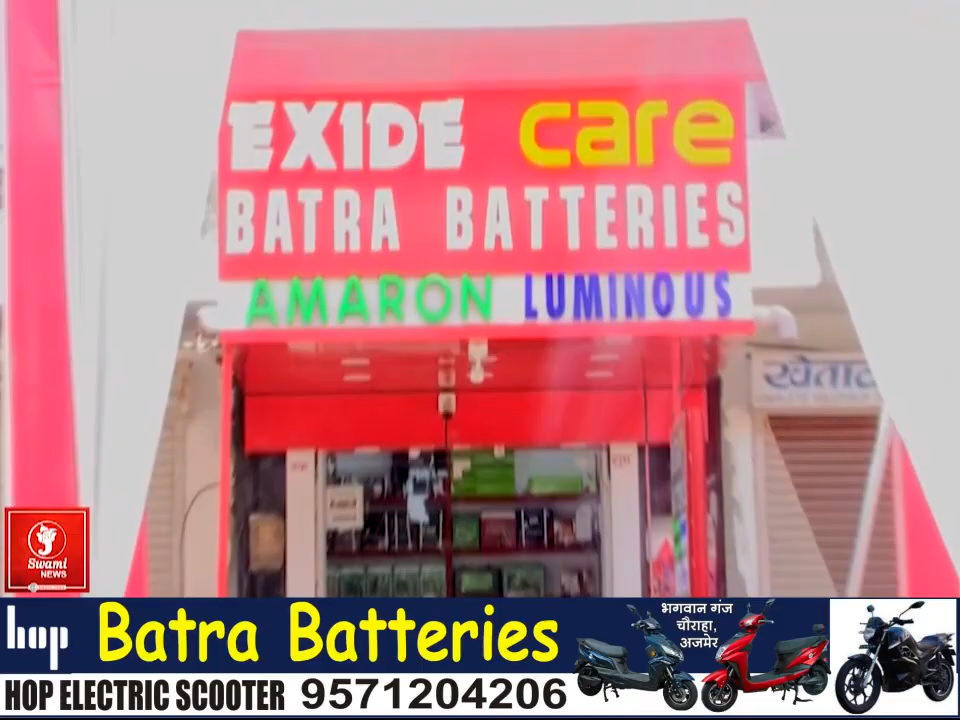 EXIDE care
BATRA BATTERIES
AMARON LUMINOUS
Swami
NEWS
hop Batra Batteries
भगवान गंज
चौराहा,
अजमेर
HOP ELECTRIC SCOOTER 9571204206